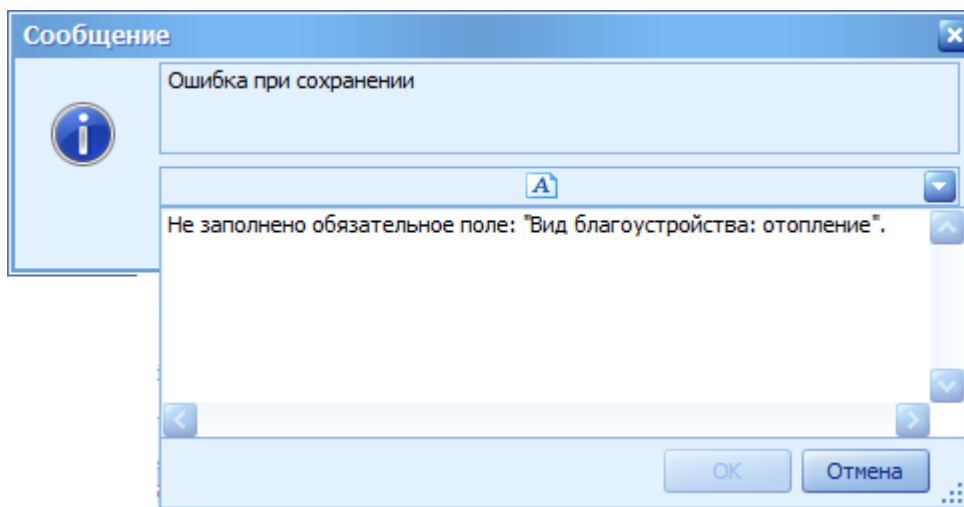 Сообщение
Ошибка при сохранении
A
Не заполнено обязательное поле: "Вид благоустройства: отопление".
OK
Отмена